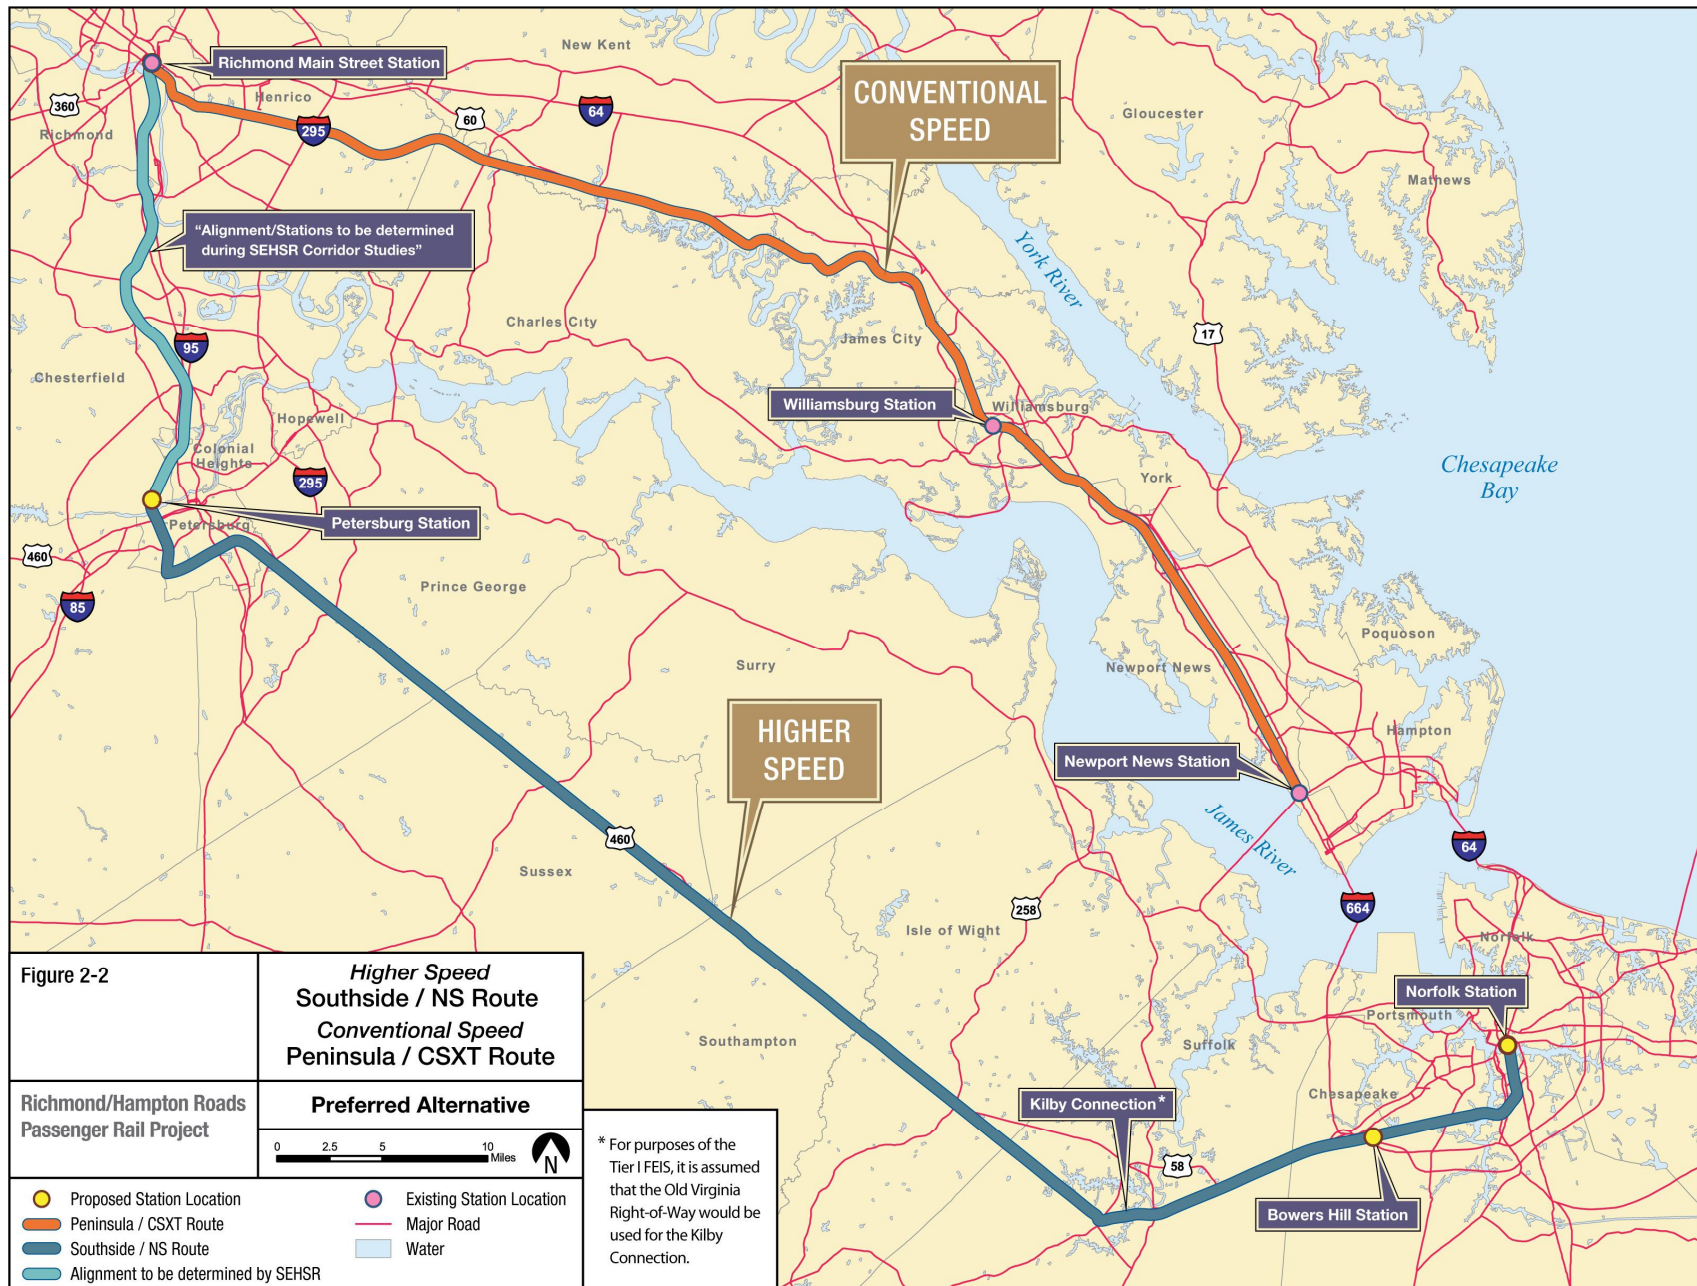 New Kent
Richmond Main Street Station
CONVENTIONAL
SPEED
Henrico
360
295
60
64
Gloucester
Richmond
Mathews
“Alignment/Stations to be determined
during SEHSR Corridor Studies”
York River
Charles City
James City
17
95
Chesterfield
Williamsburg Station
Williamsburg
Hopewell
Colonial
Heights
295
York
Chesapeake
Bay
Petersburg Station
Petersburg
460
85
Prince George
Poquoson
Surry
Newport News
HIGHER
SPEED
Hampton
Newport News Station
James River
460
64
Sussex
258
664
Isle of Wight
Norfolk
Norfolk Station
Portsmouth
Southampton
Suffolk
Chesapeake
Kilby Connection*
58
Bowers Hill Station
Figure 2-2
Higher Speed
Southside / NS Route
Conventional Speed
Peninsula / CSXT Route
Richmond/Hampton Roads
Passenger Rail Project
Preferred Alternative
0 2.5 5 10
Miles
N
Proposed Station Location
Peninsula / CSXT Route
Southside / NS Route
Alignment to be determined by SEHSR
Existing Station Location
Major Road
Water
* For purposes of the
Tier I FEIS, it is assumed
that the Old Virginia
Right-of-Way would be
used for the Kilby
Connection.